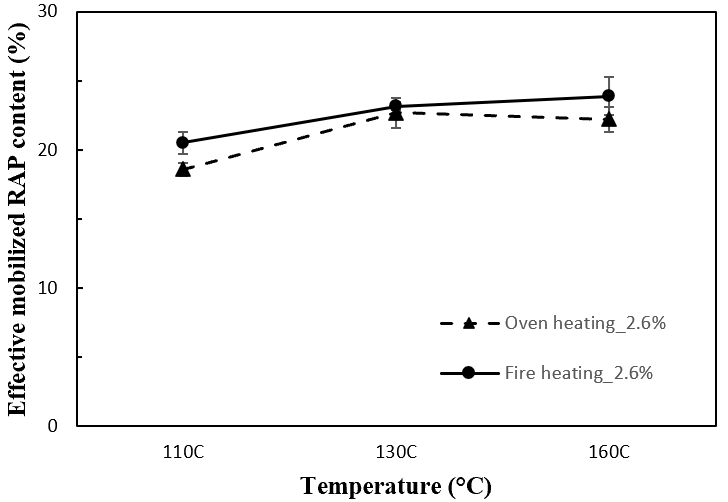 Effective mobilized RAP content (%)
30
20
10
0
Oven heating_2.6%
Fire heating_2.6%
110C 130C 160C
Temperature (°C)